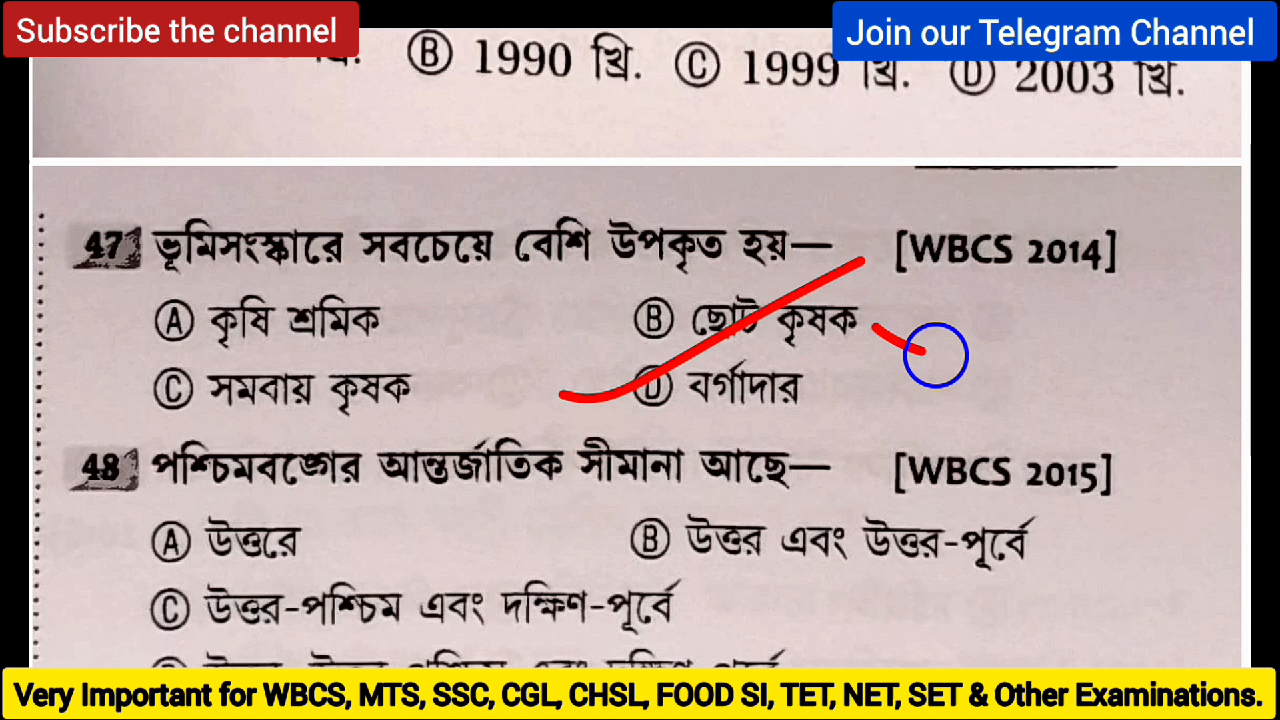 Subscribe the channel
Join our Telegram Channel
Ⓑ 1990 খ্রি. Ⓒ 1999 খ্রি. Ⓓ 2003 খ্রি.
47 ভূমিসংস্কারে সবচেয়ে বেশি উপকৃত হয়— [WBCS 2014]
Ⓐ কৃষি শ্রমিক Ⓑ ছোট কৃষক
Ⓒ সমবায় কৃষক Ⓓ বর্গাদার
48 পশ্চিমবঙ্গের আন্তর্জাতিক সীমানা আছে— [WBCS 2015]
Ⓐ উত্তরে Ⓑ উত্তর এবং উত্তর-পূর্বে
Ⓒ উত্তর-পশ্চিম এবং দক্ষিণ-পূর্বে
Very Important for WBCS, MTS, SSC, CGL, CHSL, FOOD SI, TET, NET, SET & Other Examinations.